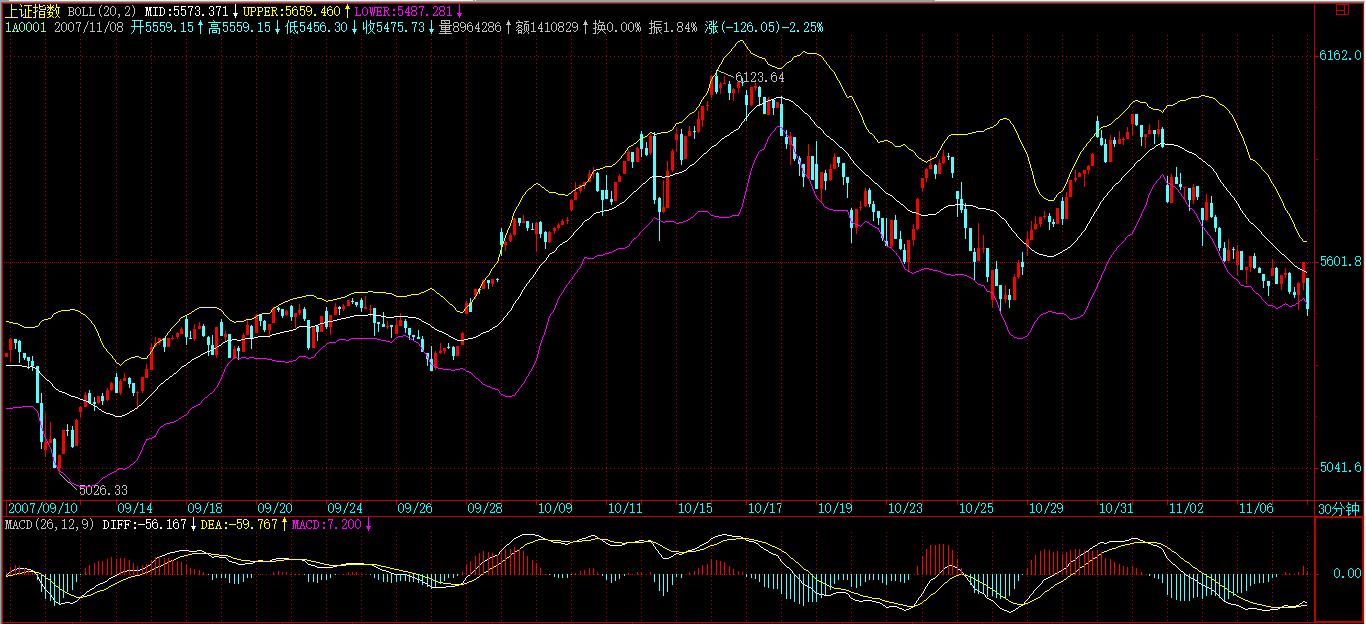 上证指数 BOLL(20,2) MID:5573.371↓UPPER:5659.460↑LOWER:5487.281↓
1A0001 2007/11/08 开5559.15↑高5559.15↓低5456.30↓收5475.73↓量8964286↑额1410829↑换0.00% 振1.84% 涨(-126.05)-2.25%
6162.0
6123.64
5601.8
5041.6
5026.33
2007/09/10 09/14 09/18 09/20 09/24 09/26 09/28 10/09 10/11 10/15 10/17 10/19 10/23 10/25 10/29 10/31 11/02 11/06 30分钟
MACD(26,12,9) DIFF:-56.167↓DEA:-59.767↑MACD:7.200↓
0.00